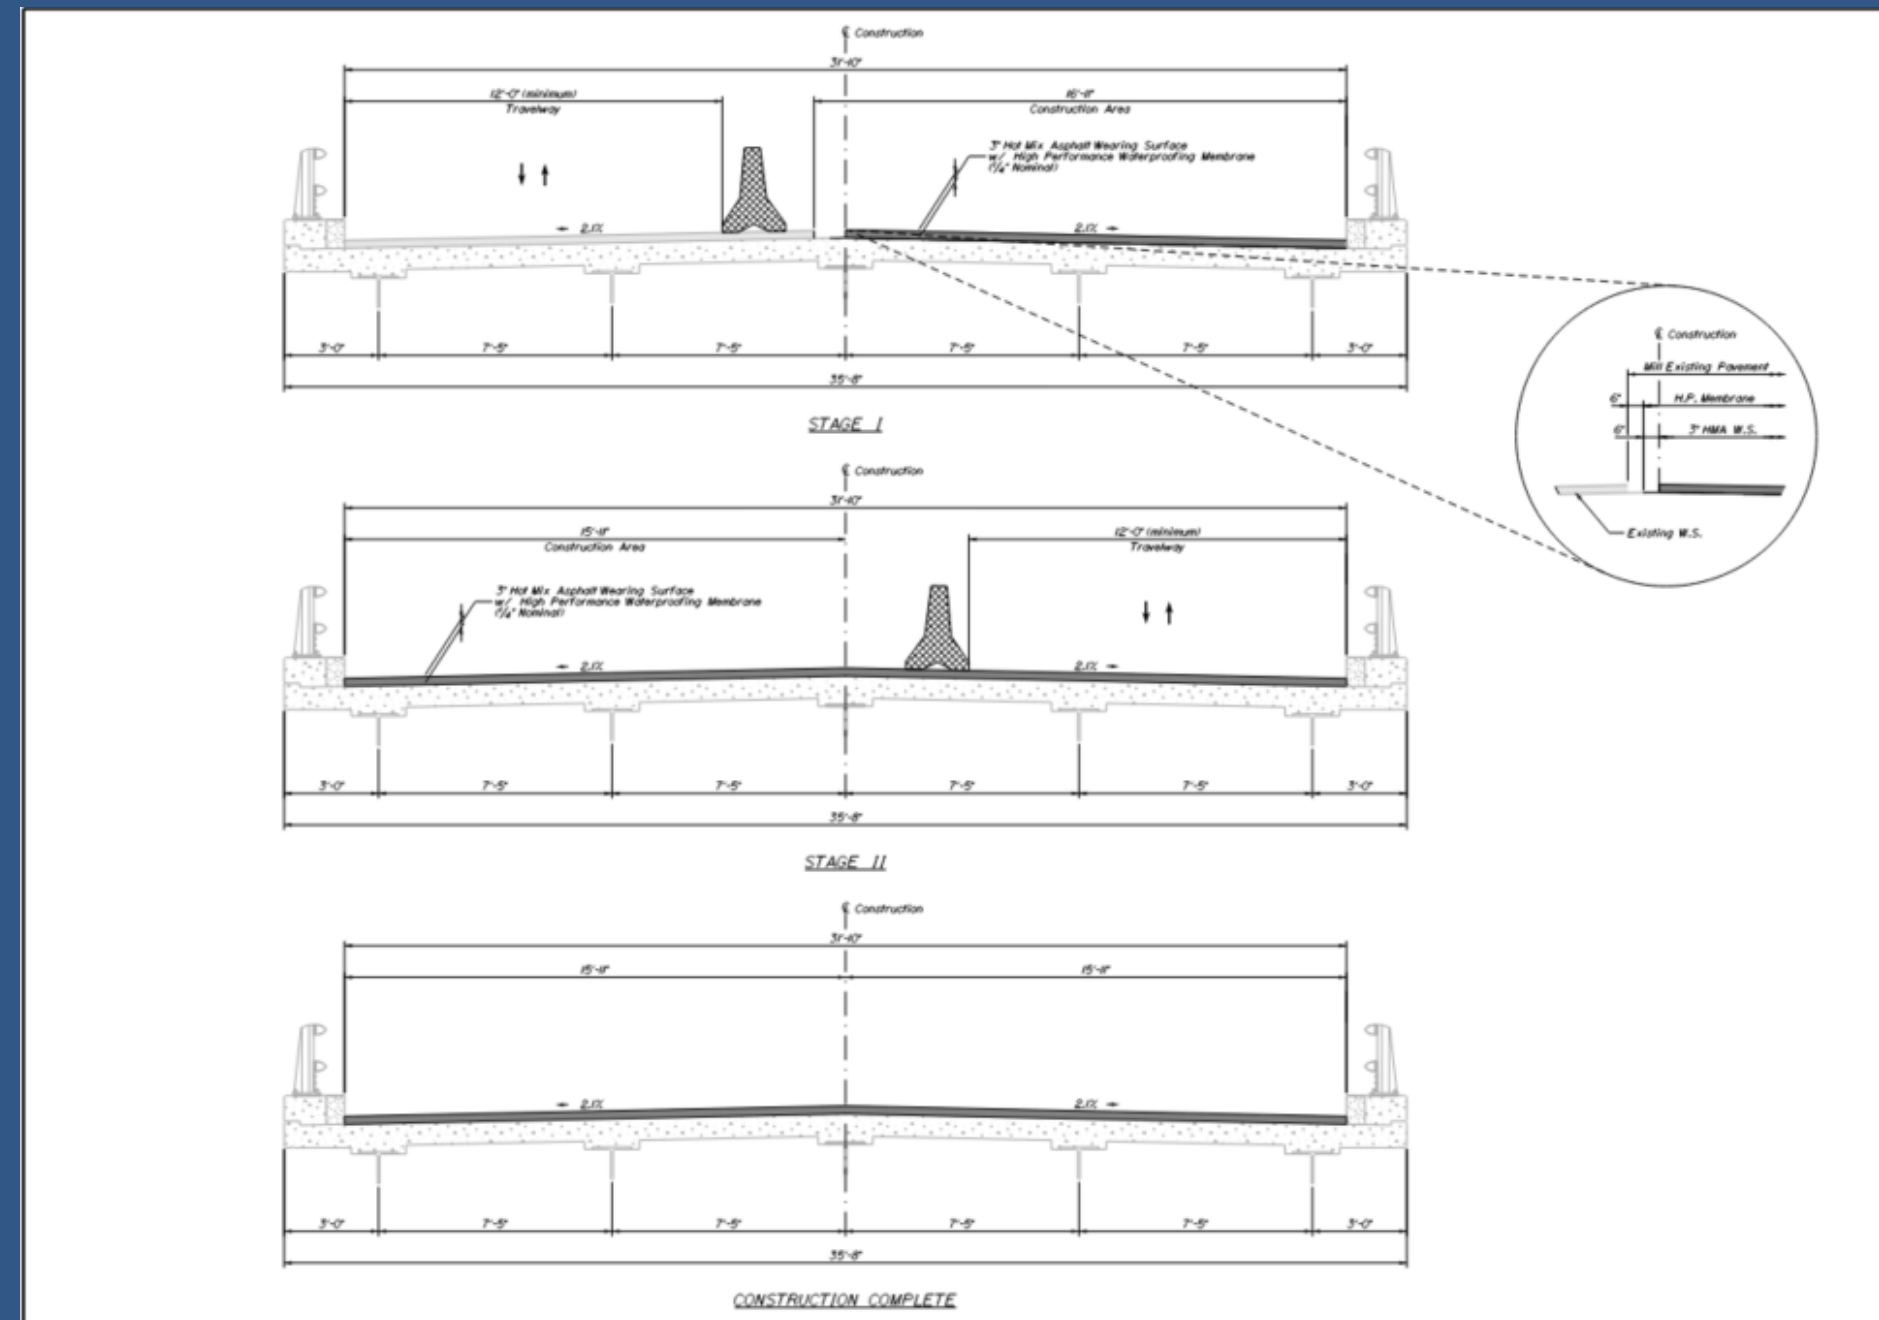 ℄ Construction
31'-10"
12'-0" (minimum)
Travelway
16'-11"
Construction Area
3" Hot Mix Asphalt Wearing Surface
w/ High Performance Waterproofing Membrane
(1/4" Nominal)
2.1%
2.1%
3'-0"
7'-5"
7'-5"
7'-5"
7'-5"
3'-0"
35'-8"
STAGE I
℄ Construction
Mill Existing Pavement
6"
H.P. Membrane
6"
3" HMA W.S.
Existing W.S.
℄ Construction
31'-10"
15'-11"
Construction Area
12'-0" (minimum)
Travelway
3" Hot Mix Asphalt Wearing Surface
w/ High Performance Waterproofing Membrane
(1/4" Nominal)
2.1%
2.1%
3'-0"
7'-5"
7'-5"
7'-5"
7'-5"
3'-0"
35'-8"
STAGE II
℄ Construction
31'-10"
15'-11"
15'-11"
2.1%
2.1%
3'-0"
7'-5"
7'-5"
7'-5"
7'-5"
3'-0"
35'-8"
CONSTRUCTION COMPLETE